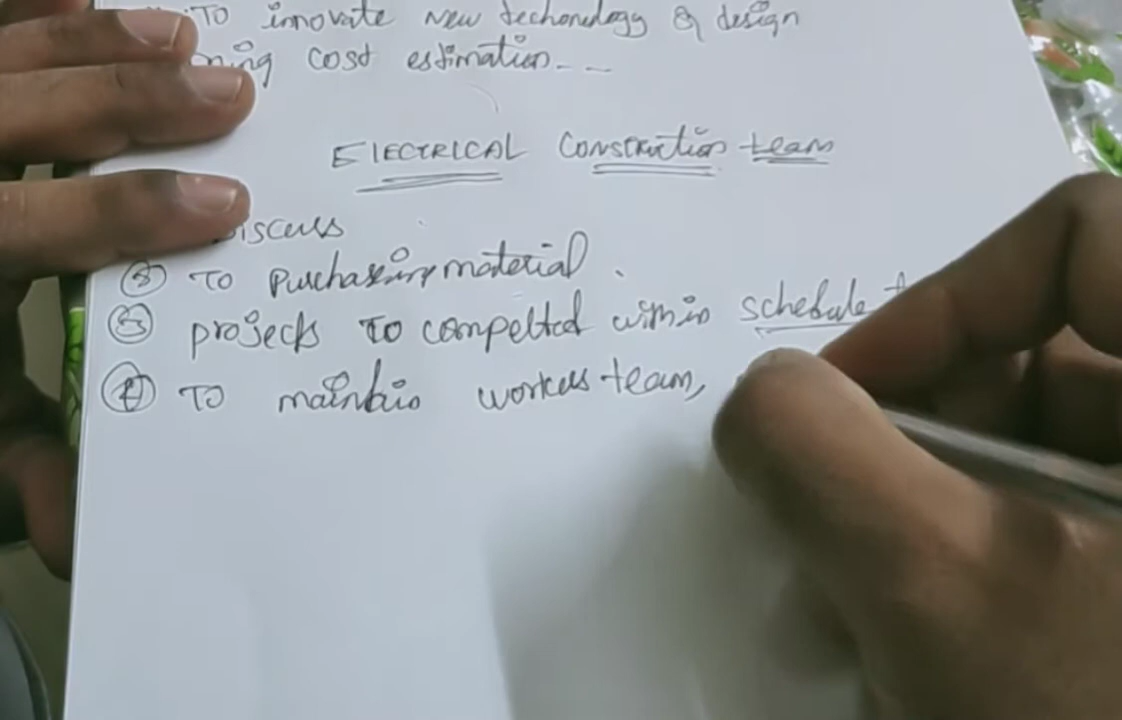 To innovate New techonology & design
ning cost estimation - -
ELECTRICAL Construction team
iscuss
To purchasing material.
projects To compelted within schedule
To maintain workers team,